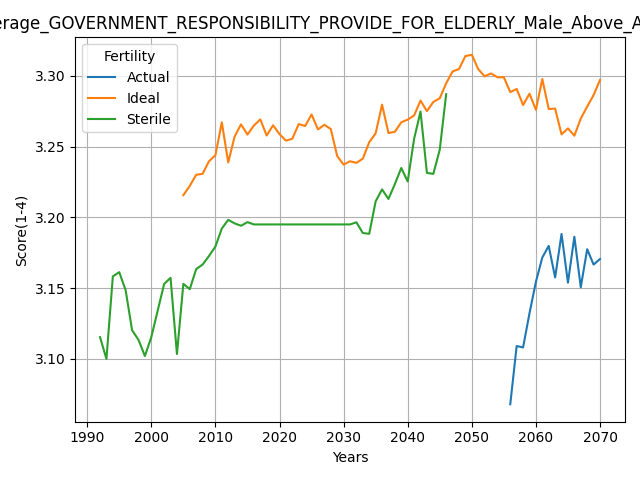 erage_GOVERNMENT_RESPONSIBILITY_PROVIDE_FOR_ELDERLY_Male_Above_A
Fertility
Actual
Ideal
Sterile
Score(1-4)
3.30
3.25
3.20
3.15
3.10
1990 2000 2010 2020 2030 2040 2050 2060 2070
Years